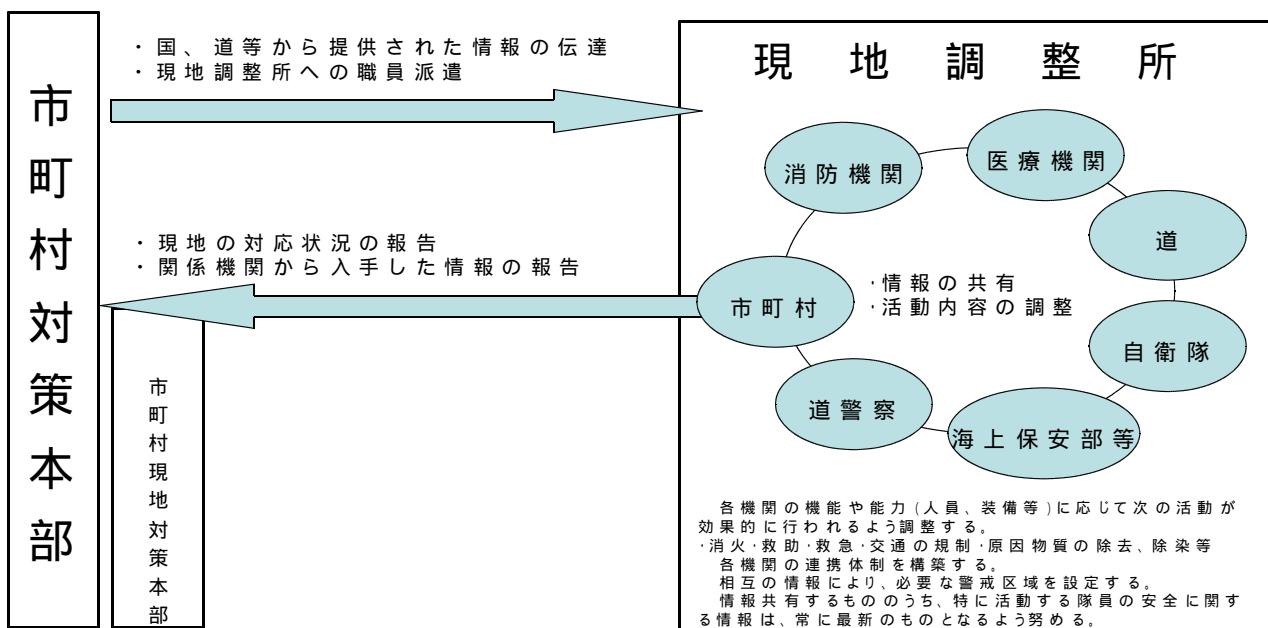 市町村対策本部
・国、道等から提供された情報の伝達
・現地調整所への職員派遣
・現地の対応状況の報告
・関係機関から入手した情報の報告
市町村現地対策本部
現地調整所
消防機関
医療機関
道
自衛隊
海上保安部等
道警察
市町村
・情報の共有
・活動内容の調整
各機関の機能や能力(人員、装備等)に応じて次の活動が
効果的に行われるよう調整する。
・消火・救助・救急・交通の規制・原因物質の除去、除染等
各機関の連携体制を構築する。
相互の情報により、必要な警戒区域を設定する。
情報共有するもののうち、特に活動する隊員の安全に関す
る情報は、常に最新のものとなるよう努める。